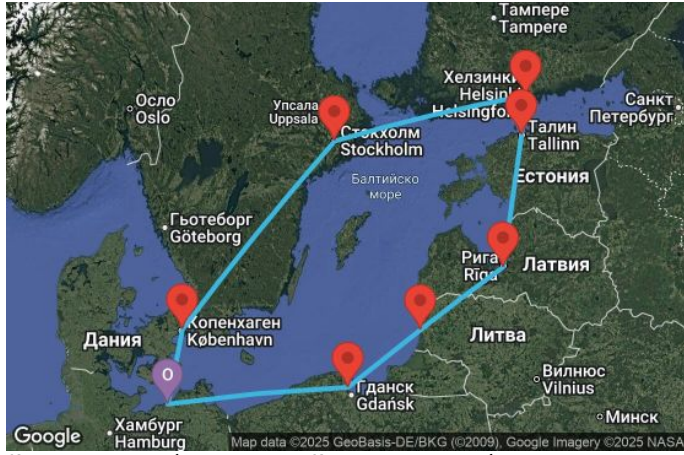 Тампере
Tampere
Хелзинки
Helsinki
Helsingfo
Осло
Oslo
Упсала
Uppsala
Стокхолм
Stockholm
Санкт
Петербург
Талин
Tallinn
Балтийско
море
Естония
Гьотеборг
Göteborg
Рига
Rīga
Латвия
Копенхаген
København
Дания
Литва
O
Гданск
Gdańsk
Вилнюс
Vilnius
Хамбург
Hamburg
Минск
Google
Map data ©2025 GeoBasis-DE/BKG (©2009), Google Imagery ©2025 NASA